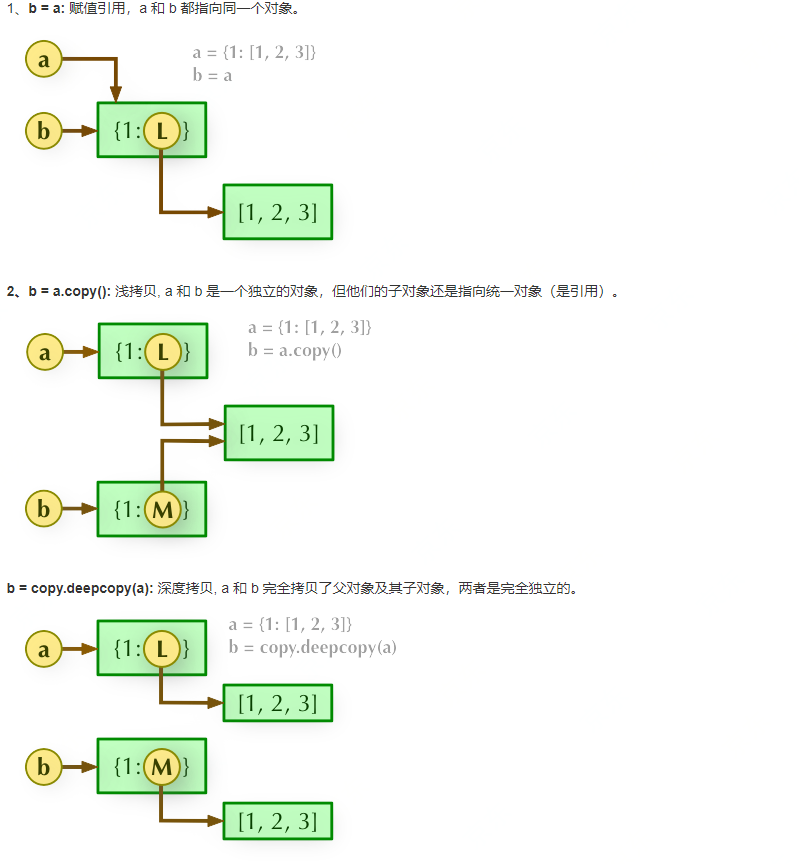 1、b = a: 赋值引用，a 和 b 都指向同一个对象。
a = {1: [1, 2, 3]}
a
b = a
b
{1: L }
[1, 2, 3]
2、b = a.copy(): 浅拷贝, a 和 b 是一个独立的对象，但他们的子对象还是指向统一对象（是引用）。
a = {1: [1, 2, 3]}
b = a.copy()
a
{1: L }
[1, 2, 3]
b
{1: M }
b = copy.deepcopy(a): 深度拷贝, a 和 b 完全拷贝了父对象及其子对象，两者是完全独立的。
a = {1: [1, 2, 3]}
b = copy.deepcopy(a)
a
{1: L }
[1, 2, 3]
b
{1: M }
[1, 2, 3]